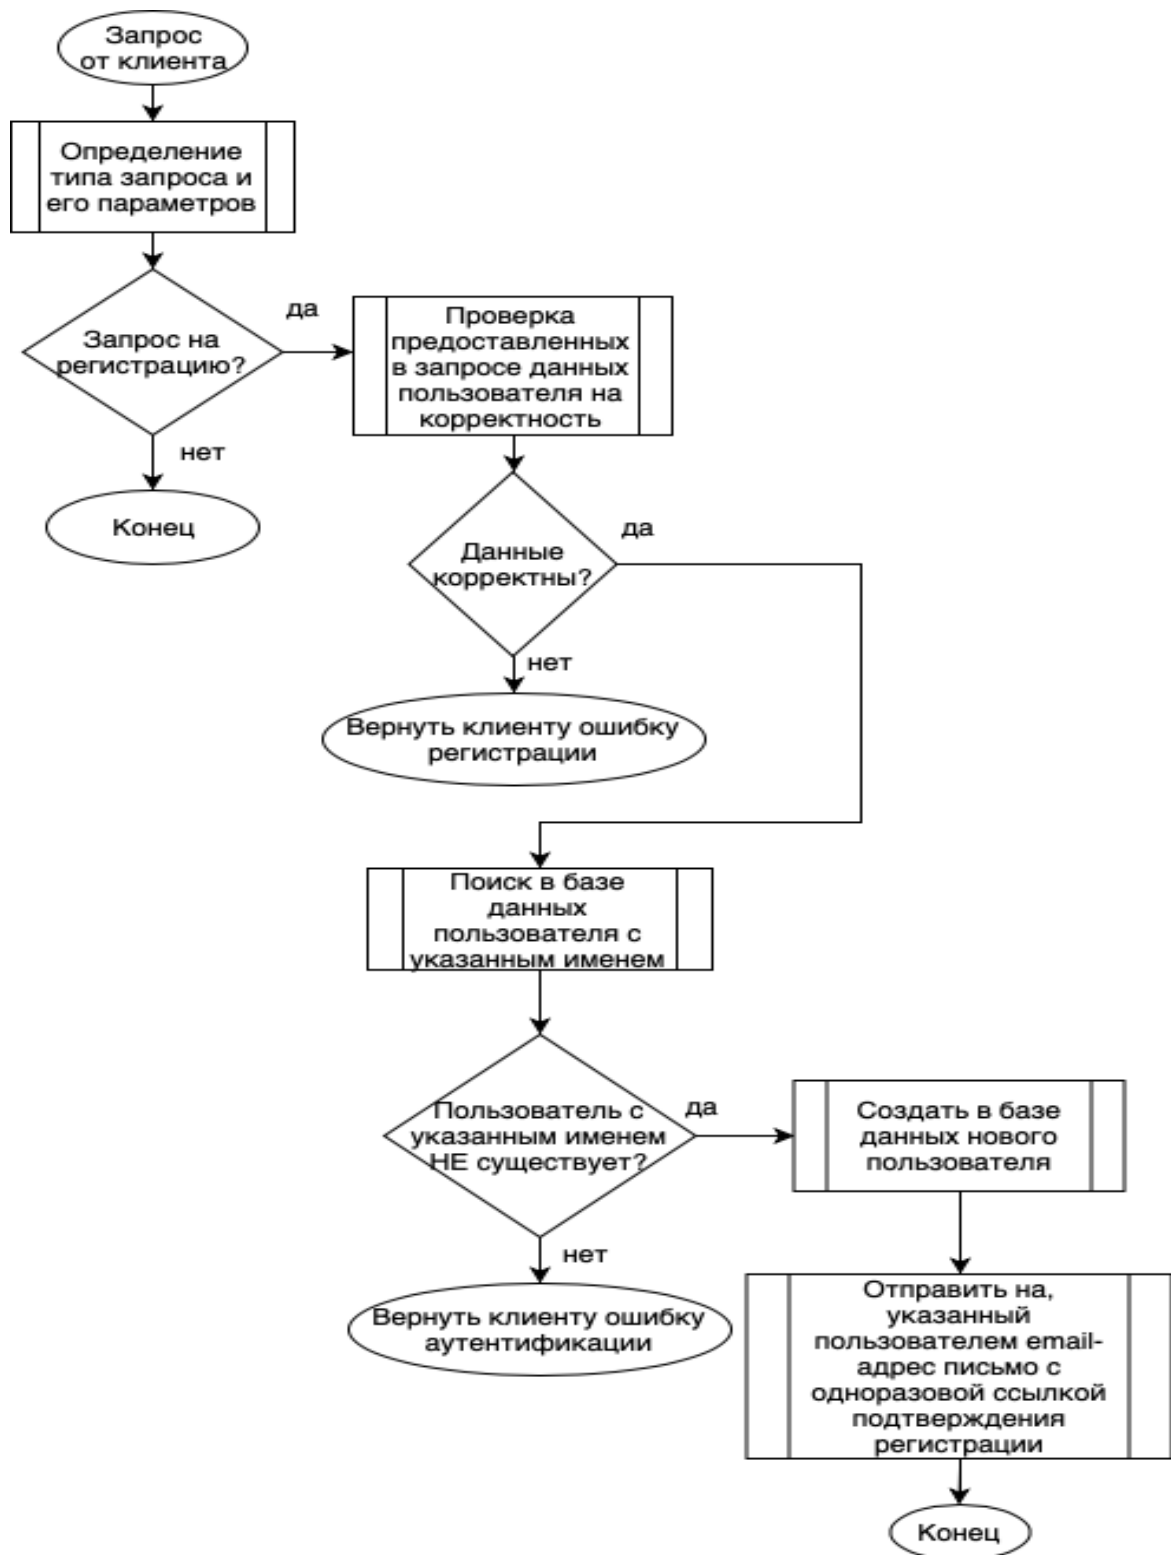 Запрос
от клиента
Определение
типа запроса и
его параметров
Запрос на
регистрацию?
да
Проверка
предоставленных
в запросе данных
пользователя на
корректность
нет
Конец
да
Данные
корректны?
нет
Вернуть клиенту ошибку
регистрации
Поиск в базе
данных
пользователя с
указанным именем
Пользователь с
указанным именем
НЕ существует?
да
Создать в базе
данных нового
пользователя
нет
Вернуть клиенту ошибку
аутентификации
Отправить на,
указанный
пользователем email-
адрес письмо с
одноразовой ссылкой
подтверждения
регистрации
Конец